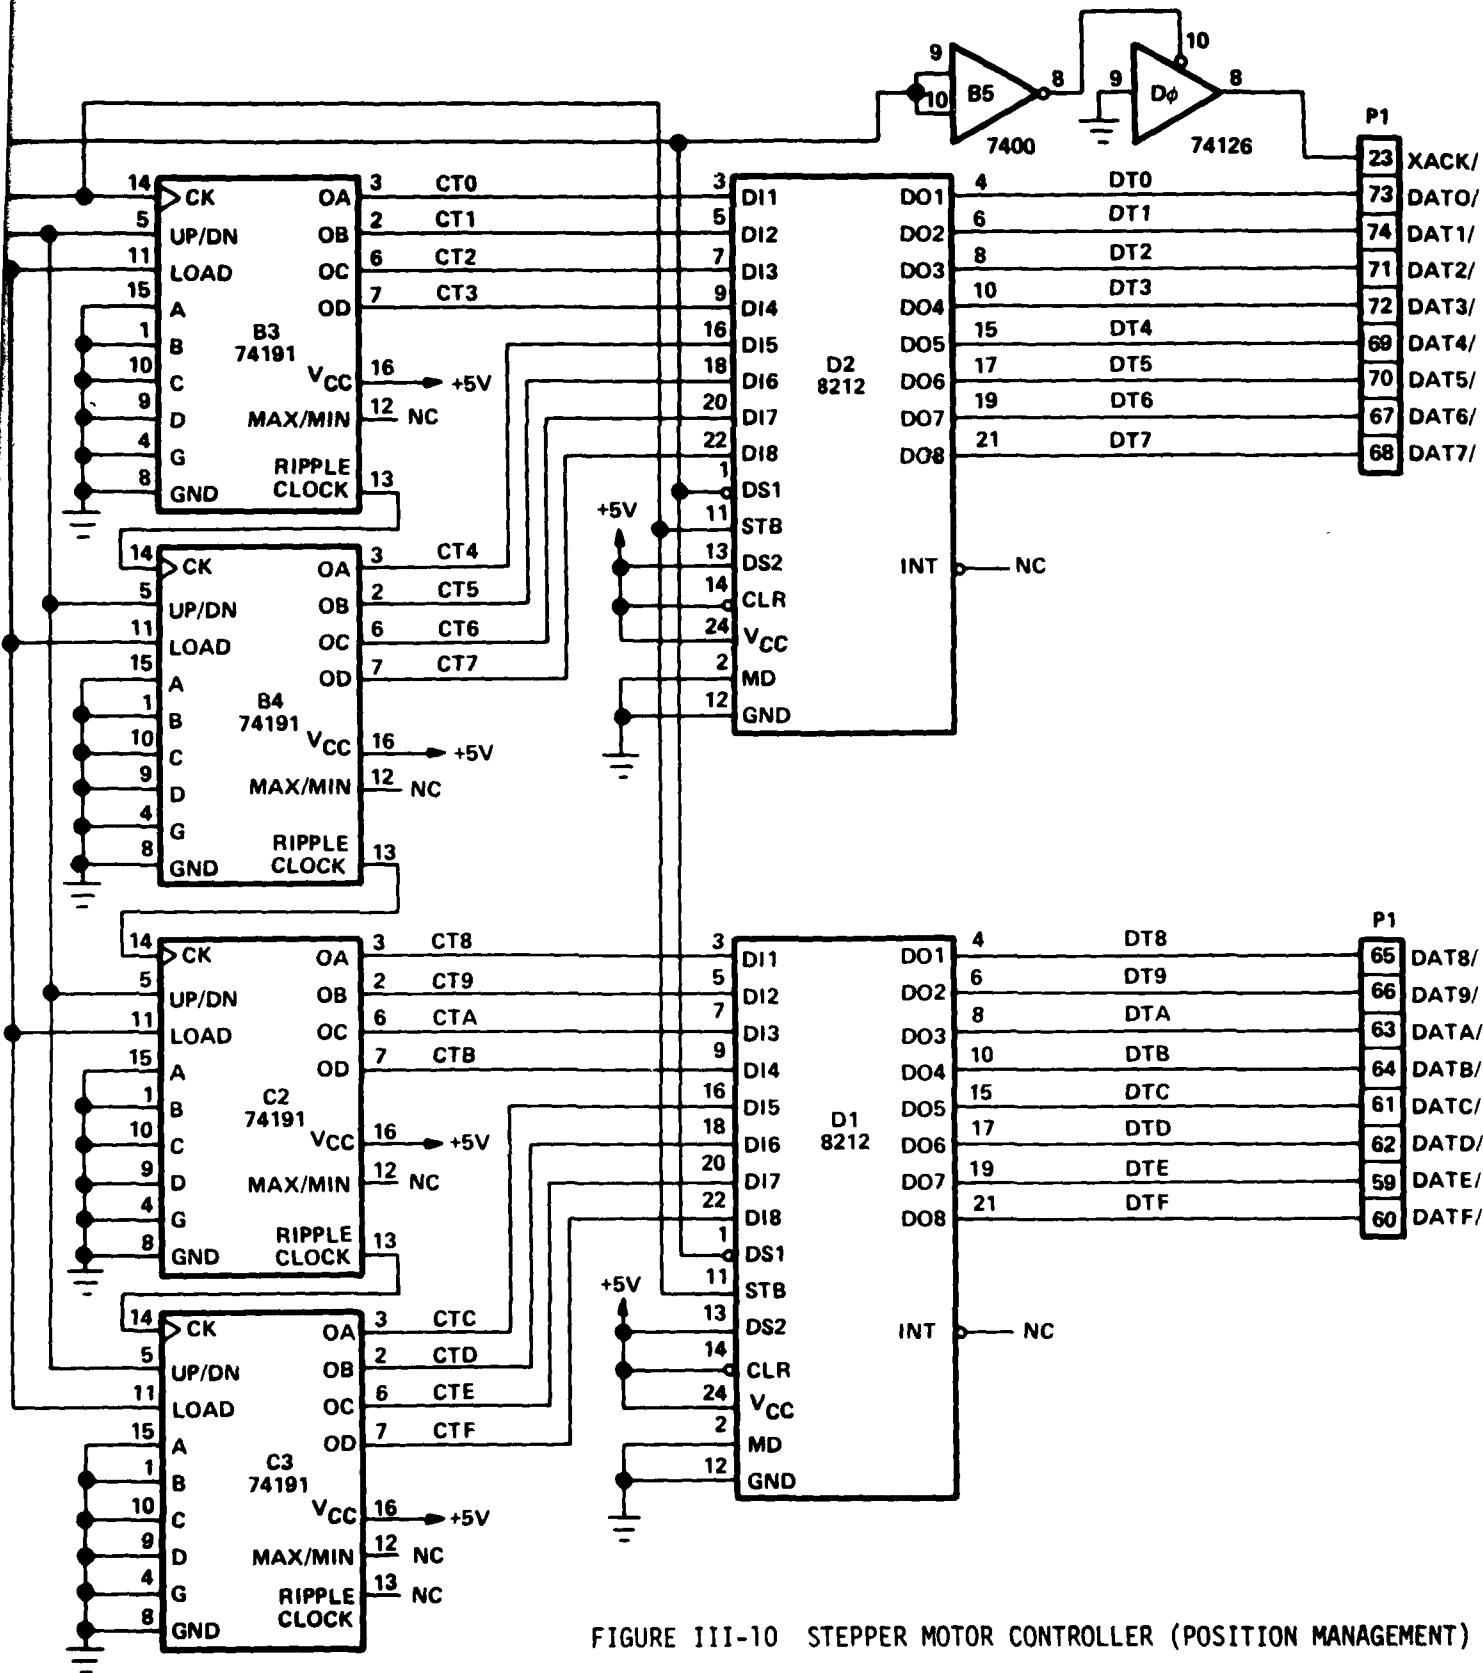 9 10 B5 8 7400
9 Dφ 10 8 74126
P1
23 XACK/
73 DAT0/
74 DAT1/
71 DAT2/
72 DAT3/
69 DAT4/
70 DAT5/
67 DAT6/
68 DAT7/
14 CK OA 3 CT0
5 UP/DN OB 2 CT1
11 LOAD OC 6 CT2
15 A OD 7 CT3
1 B
B3
74191
10 C VCC 16 +5V
9 D MAX/MIN 12 NC
4 G
8 GND RIPPLE CLOCK 13
3 DI1 DO1 4 DT0
5 DI2 DO2 6 DT1
7 DI3 DO3 8 DT2
9 DI4 DO4 10 DT3
16 DI5 DO5 15 DT4
18 DI6 DO6 17 DT5
20 DI7 DO7 19 DT6
22 DI8 DO8 21 DT7
D2
8212
1 DS1
+5V
11 STB
13 DS2 INT NC
14 CLR
24 VCC
2 MD
12 GND
14 CK OA 3 CT4
5 UP/DN OB 2 CT5
11 LOAD OC 6 CT6
15 A OD 7 CT7
1 B
B4
74191
10 C VCC 16 +5V
9 D MAX/MIN 12 NC
4 G
8 GND RIPPLE CLOCK 13
14 CK OA 3 CT8
5 UP/DN OB 2 CT9
11 LOAD OC 6 CTA
15 A OD 7 CTB
1 B
C2
74191
10 C VCC 16 +5V
9 D MAX/MIN 12 NC
4 G
8 GND RIPPLE CLOCK 13
3 DI1 DO1 4 DT8
5 DI2 DO2 6 DT9
7 DI3 DO3 8 DTA
9 DI4 DO4 10 DTB
16 DI5 DO5 15 DTC
18 DI6 DO6 17 DTD
20 DI7 DO7 19 DTE
22 DI8 DO8 21 DTF
D1
8212
1 DS1
+5V
11 STB
13 DS2 INT NC
14 CLR
24 VCC
2 MD
12 GND
P1
65 DAT8/
66 DAT9/
63 DATA/
64 DATB/
61 DATC/
62 DATD/
59 DATE/
60 DATF/
14 CK OA 3 CTC
5 UP/DN OB 2 CTD
11 LOAD OC 6 CTE
15 A OD 7 CTF
1 B
C3
74191
10 C VCC 16 +5V
9 D MAX/MIN 12 NC
4 G RIPPLE CLOCK 13 NC
8 GND
FIGURE III-10 STEPPER MOTOR CONTROLLER (POSITION MANAGEMENT)